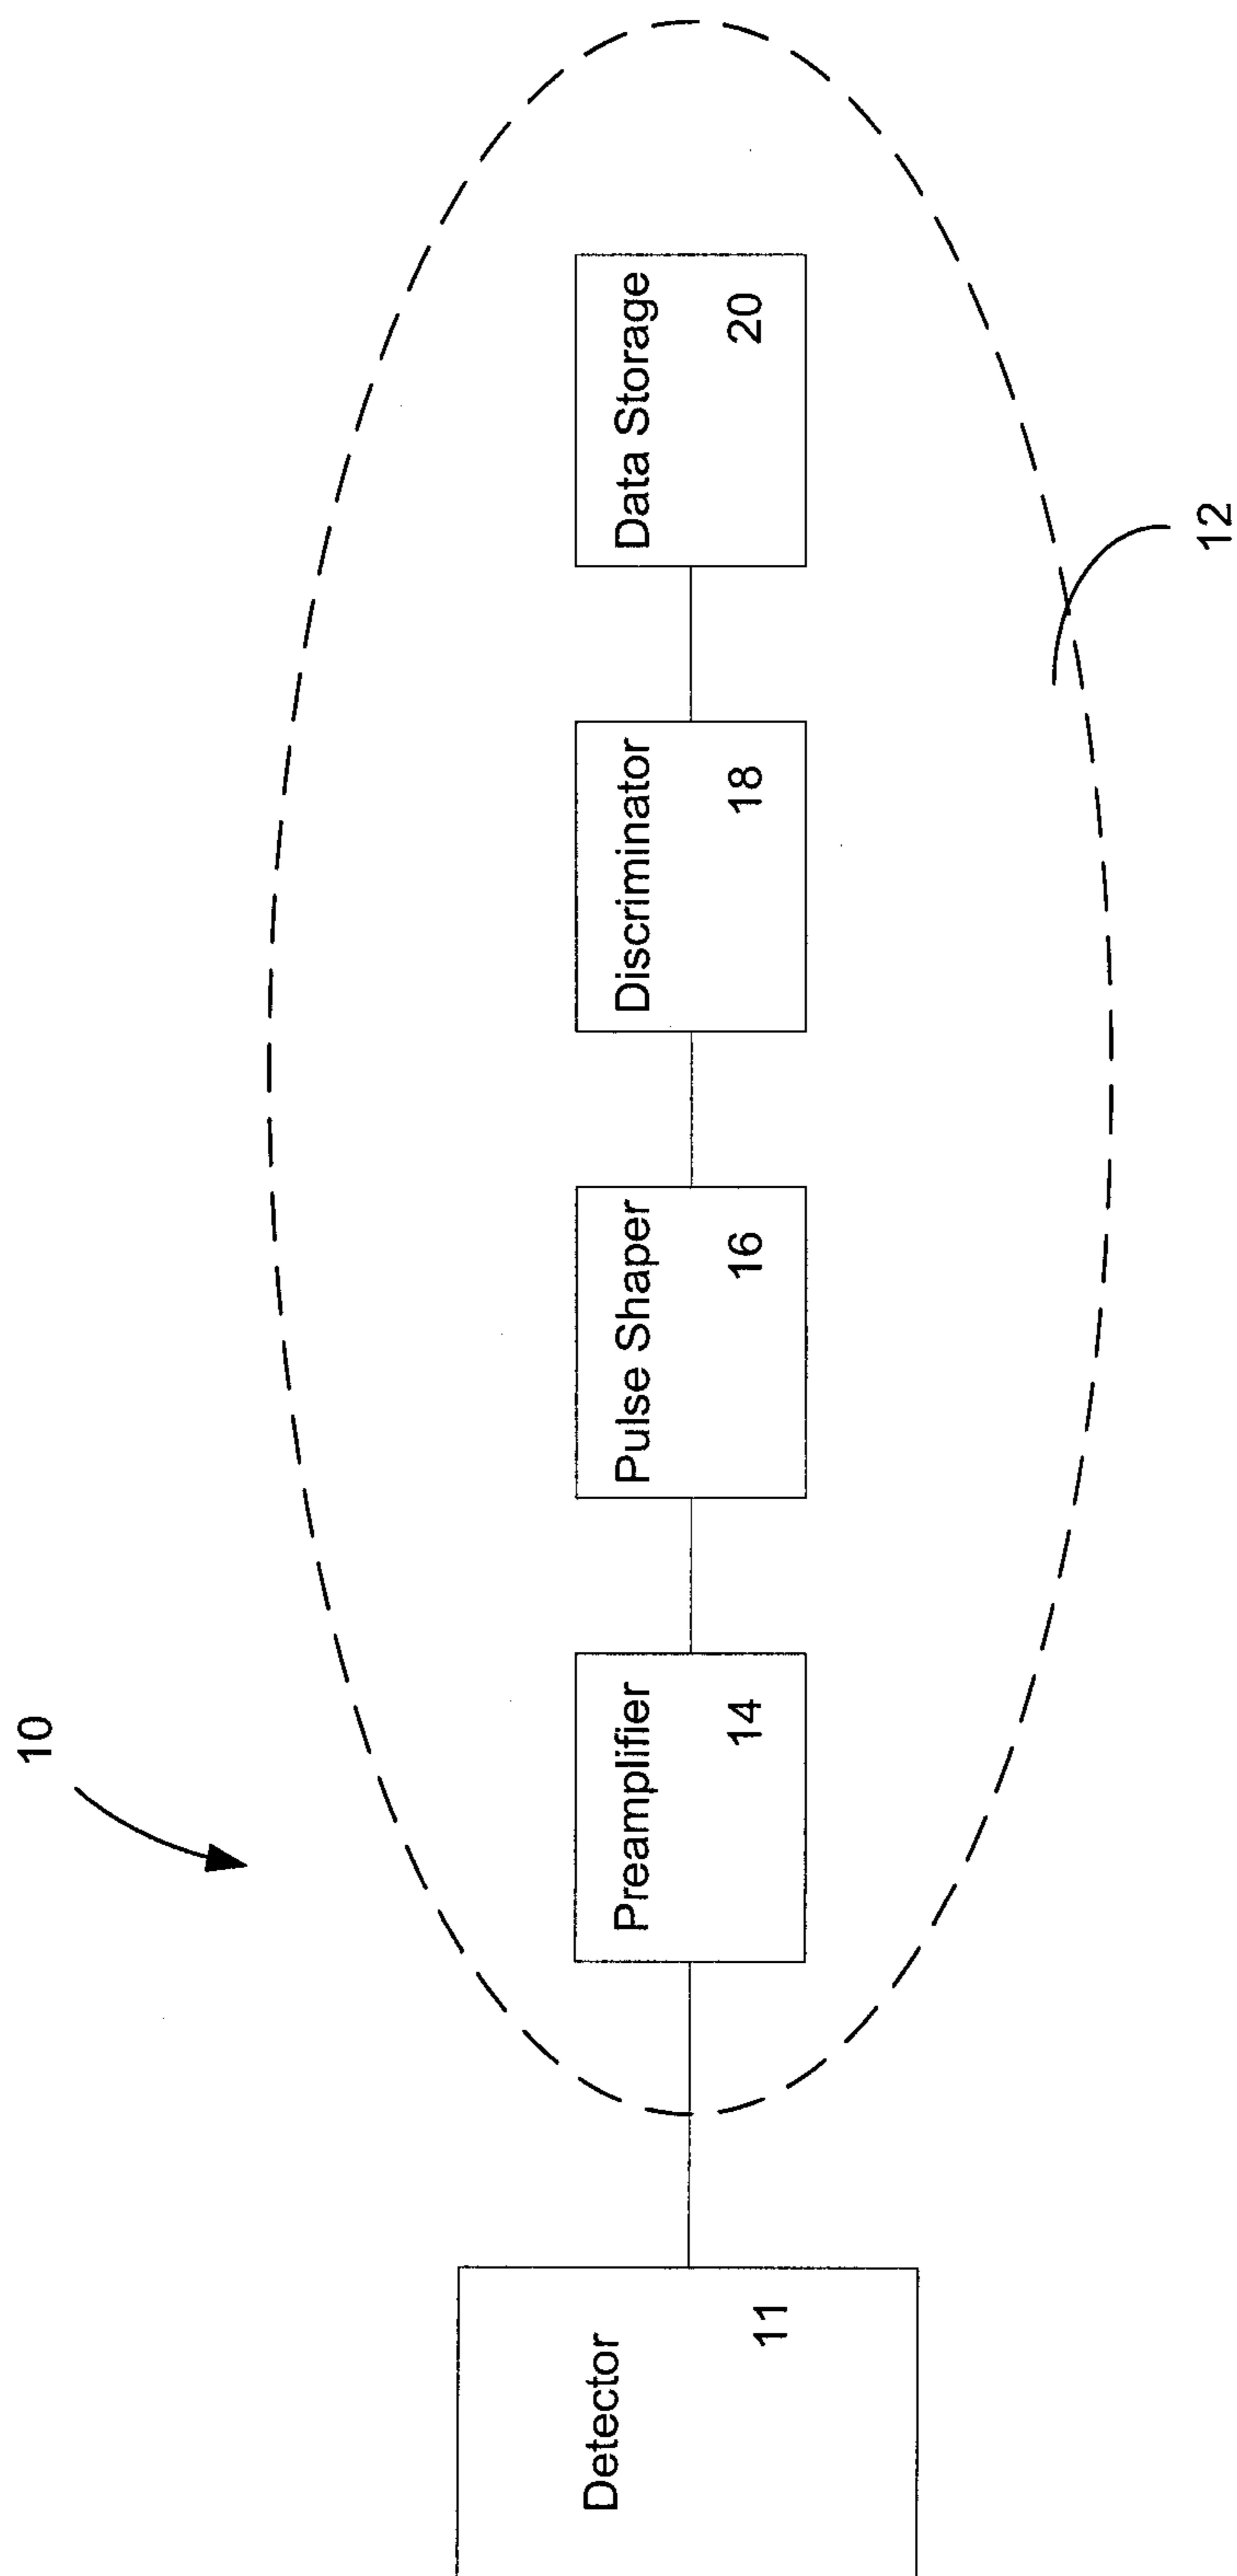 10
Detector
11
Preamplifier
14
Pulse Shaper
16
Discriminator
18
Data Storage
20
12